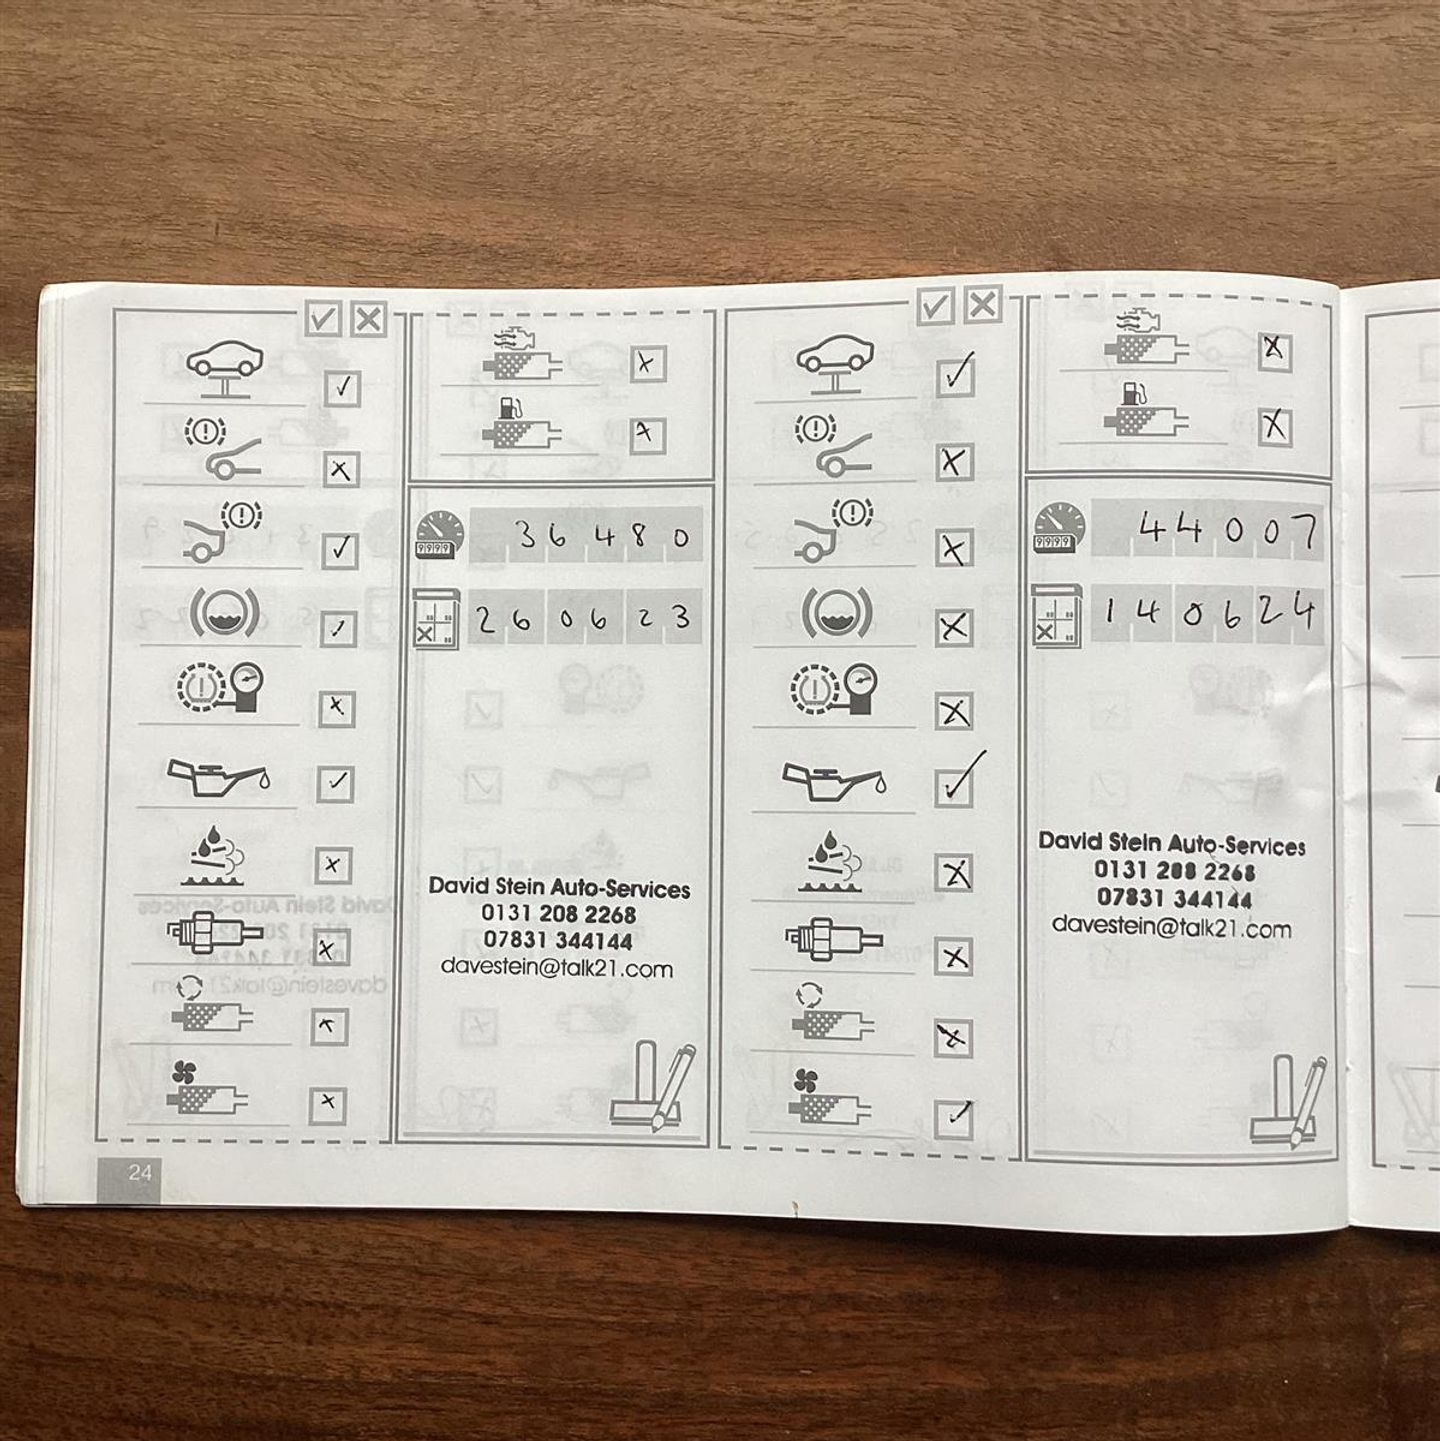 36480
260623
David Stein Auto-Services
0131 208 2268
07831 344144
davestein@talk21.com
44007
140624
David Stein Auto-Services
0131 208 2268
07831 344144
davestein@talk21.com
24